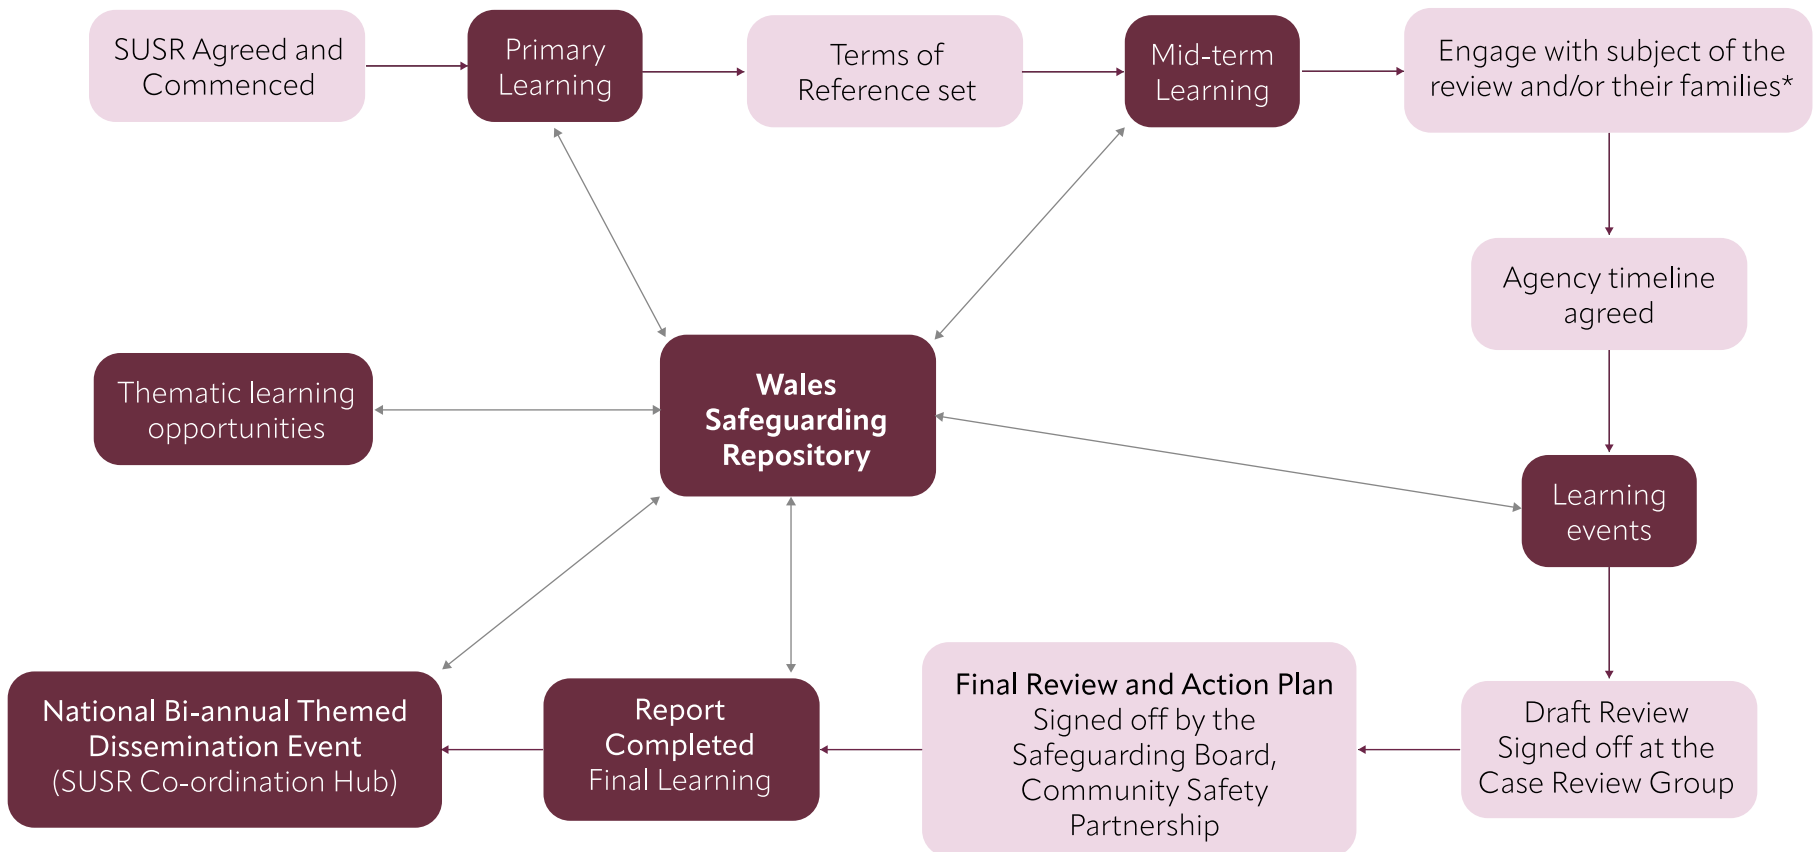 SUSR Agreed and
Commenced
Primary
Learning
Terms of
Reference set
Mid-term
Learning
Engage with subject of the
review and/or their families*
Agency timeline
agreed
Thematic learning
opportunities
Wales
Safeguarding
Repository
Learning
events
National Bi-annual Themed
Dissemination Event
(SUSR Co-ordination Hub)
Report
Completed
Final Learning
Final Review and Action Plan
Signed off by the
Safeguarding Board,
Community Safety
Partnership
Draft Review
Signed off at the
Case Review Group